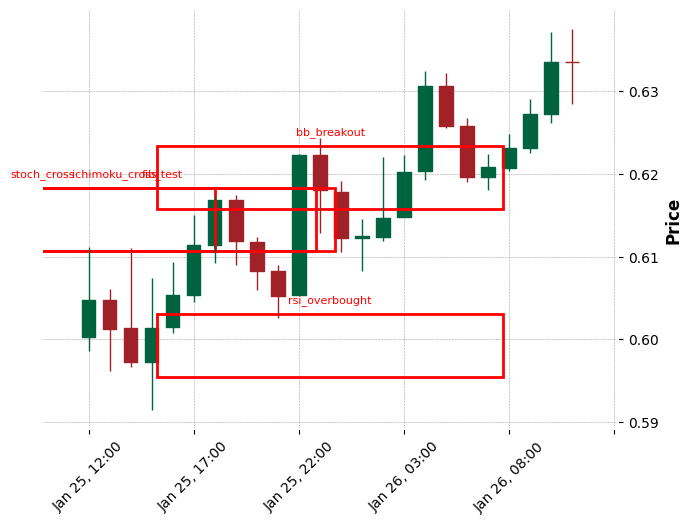 bb_breakout
stoch_cross
ichimoku_cross
fib_test
rsi_overbought
0.63
0.62
0.61
0.60
0.59
Price
Jan 25, 12:00
Jan 25, 17:00
Jan 25, 22:00
Jan 26, 03:00
Jan 26, 08:00